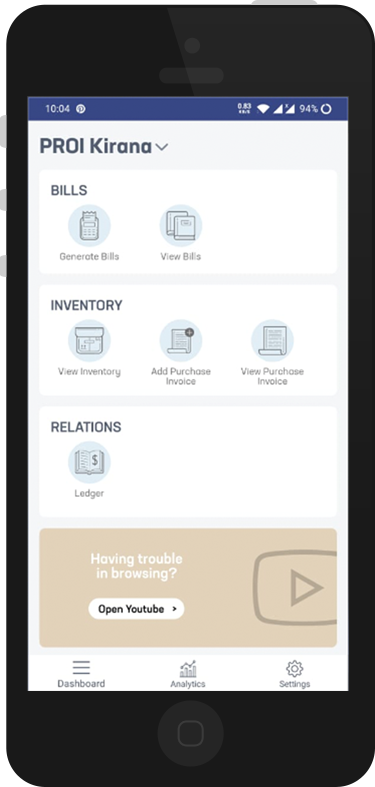 10:04 0.83 KB/S 94%
PROI Kirana
BILLS
Generate Bills View Bills
INVENTORY
View Inventory Add Purchase Invoice View Purchase Invoice
RELATIONS
$
Ledger
Having trouble
in browsing?
Open Youtube >
Dashboard Analytics Settings